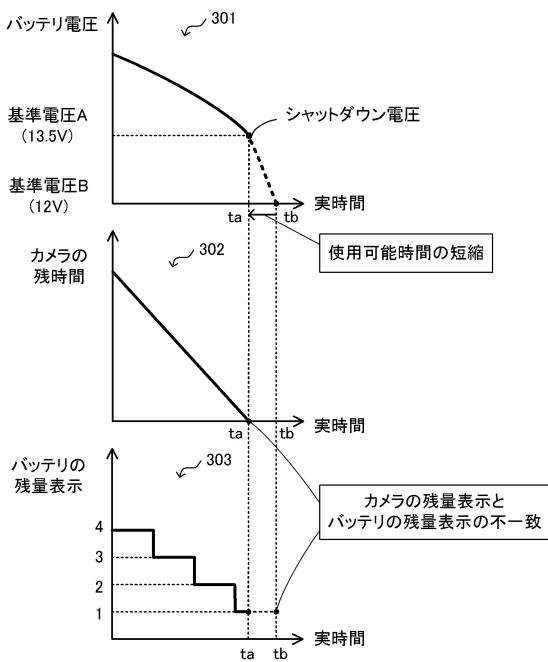 301
バッテリ電圧
シャットダウン電圧
基準電圧A
(13.5V)
基準電圧B
(12V)
ta
tb
実時間
使用可能時間の短縮
302
カメラの
残時間
ta
tb
実時間
303
バッテリの
残量表示
カメラの残量表示と
バッテリの残量表示の不一致
4
3
2
1
実時間
ta
tb